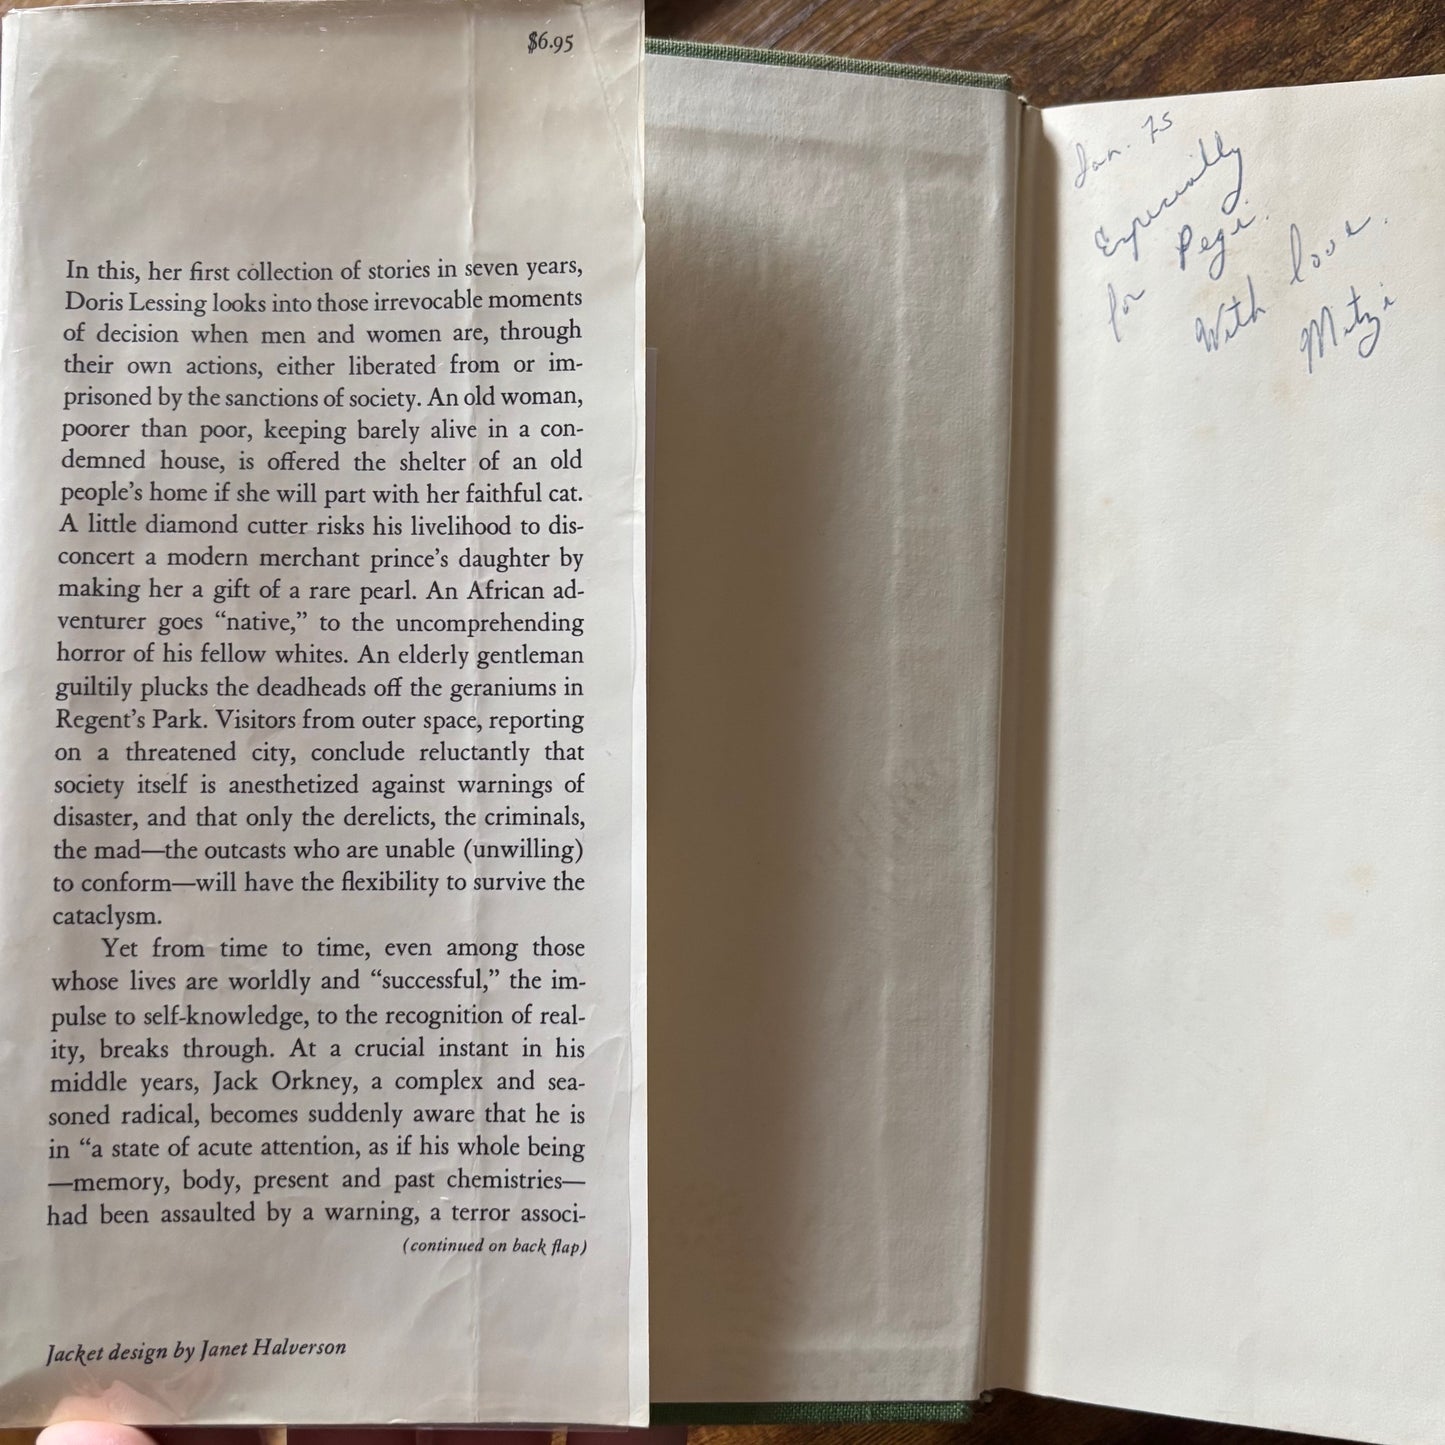 $6.95
In this, her first collection of stories in seven years,
Doris Lessing looks into those irrevocable moments
of decision when men and women are, through
their own actions, either liberated from or im-
prisoned by the sanctions of society. An old woman,
poorer than poor, keeping barely alive in a con-
demned house, is offered the shelter of an old
people's home if she will part with her faithful cat.
A little diamond cutter risks his livelihood to dis-
concert a modern merchant prince's daughter by
making her a gift of a rare pearl. An African ad-
venturer goes “native,” to the uncomprehending
horror of his fellow whites. An elderly gentleman
guiltily plucks the deadheads off the geraniums in
Regent's Park. Visitors from outer space, reporting
on a threatened city, conclude reluctantly that
society itself is anesthetized against warnings of
disaster, and that only the derelicts, the criminals,
the mad—the outcasts who are unable (unwilling)
to conform—will have the flexibility to survive the
cataclysm.
Yet from time to time, even among those
whose lives are worldly and “successful,” the im-
pulse to self-knowledge, to the recognition of real-
ity, breaks through. At a crucial instant in his
middle years, Jack Orkney, a complex and sea-
soned radical, becomes suddenly aware that he is
in “a state of acute attention, as if his whole being
—memory, body, present and past chemistries—
had been assaulted by a warning, a terror associ-
(continued on back flap)
Jacket design by Janet Halverson
Jan. 75
Especially
for Pegi.
With love.
Mitzi